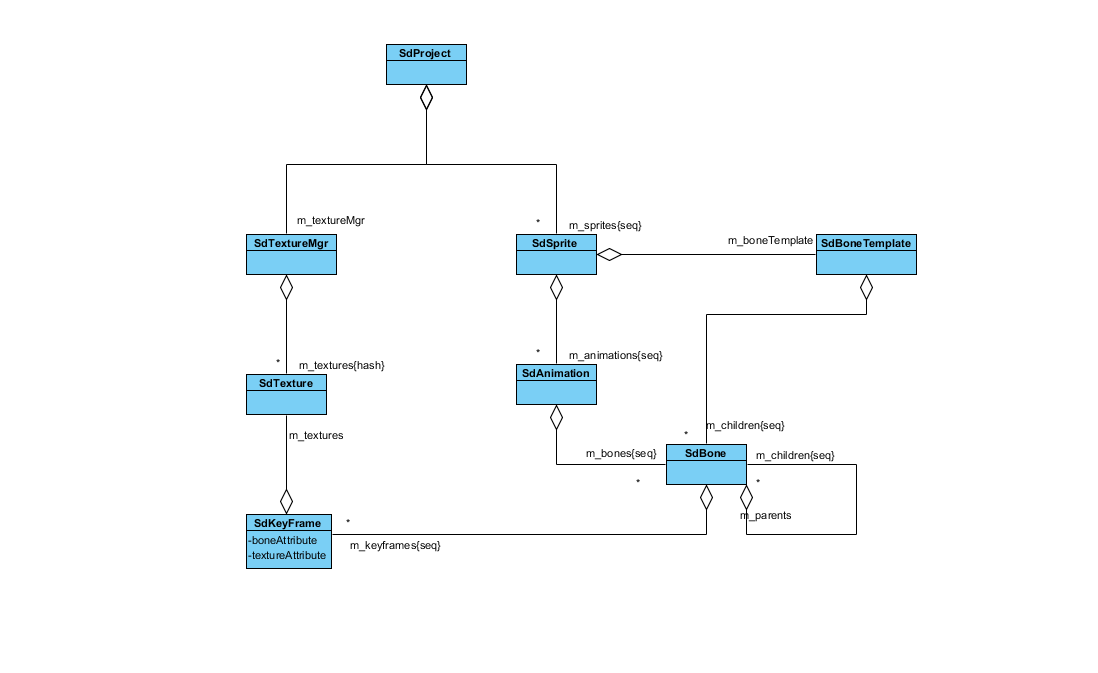 SdProject
m_textureMgr
*
m_sprites{seq}
SdTextureMgr
SdSprite
m_boneTemplate
SdBoneTemplate
*
m_textures{hash}
*
m_animations{seq}
SdTexture
SdAnimation
m_textures
m_children{seq}
*
m_bones{seq}
*
SdBone
m_children{seq}
*
m_parents
SdKeyFrame
-boneAttribute
-textureAttribute
*
m_keyframes{seq}